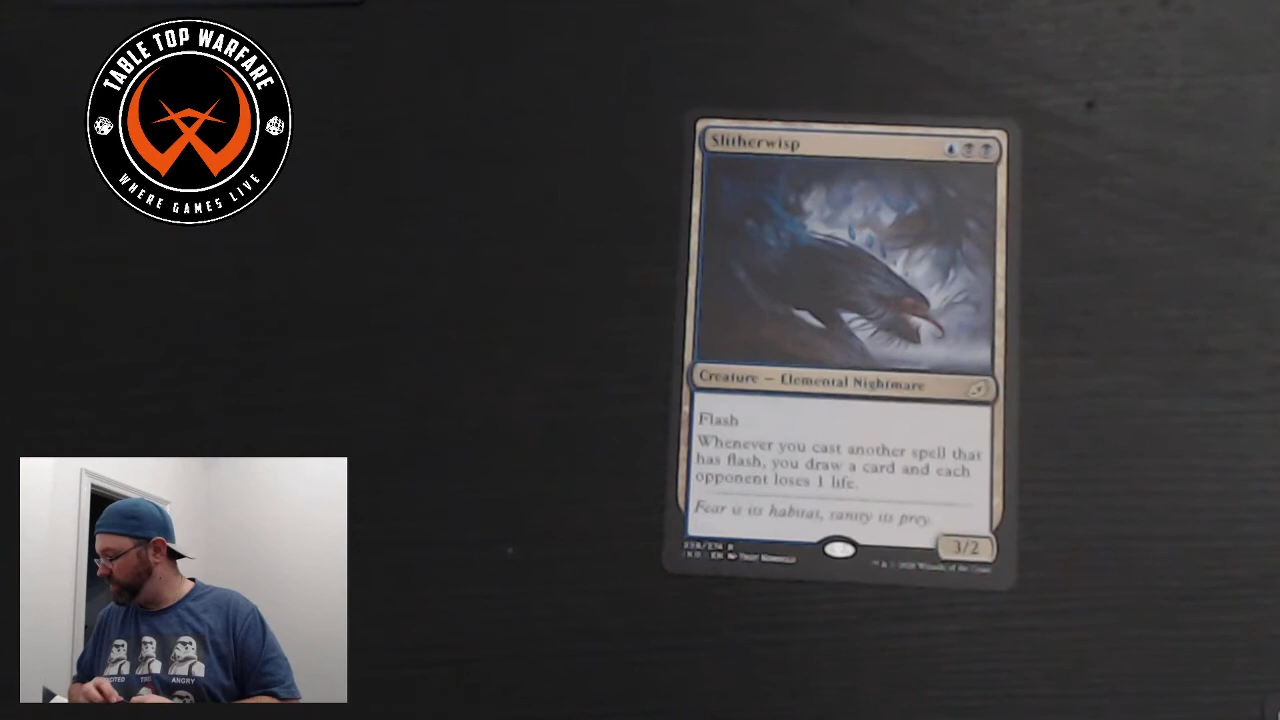 TABLE TOP WARFARE
WHERE GAMES LIVE
Slitherwisp
Creature — Elemental Nightmare
Flash
Whenever you cast another spell that
has flash, you draw a card and each
opponent loses 1 life.
Fear is its habitat, sanity its prey.
3/2
ANGRY